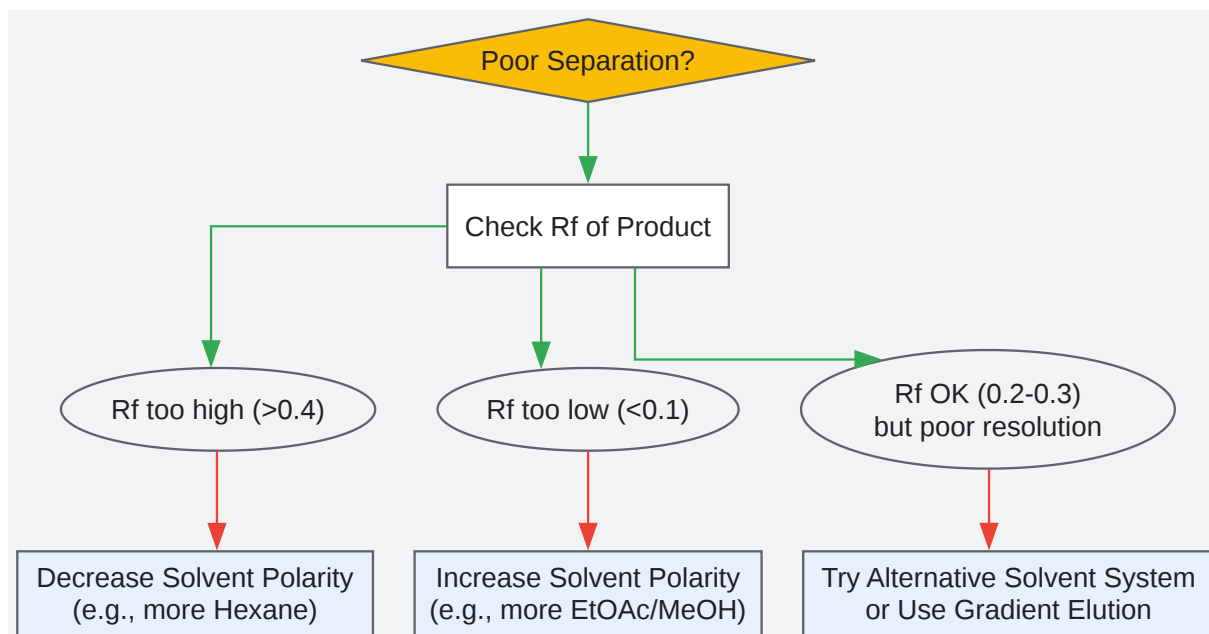 Poor Separation?
Check Rf of Product
Rf too high (>0.4)
Rf too low (<0.1)
Rf OK (0.2-0.3)
but poor resolution
Decrease Solvent Polarity
(e.g., more Hexane)
Increase Solvent Polarity
(e.g., more EtOAc/MeOH)
Try Alternative Solvent System
or Use Gradient Elution